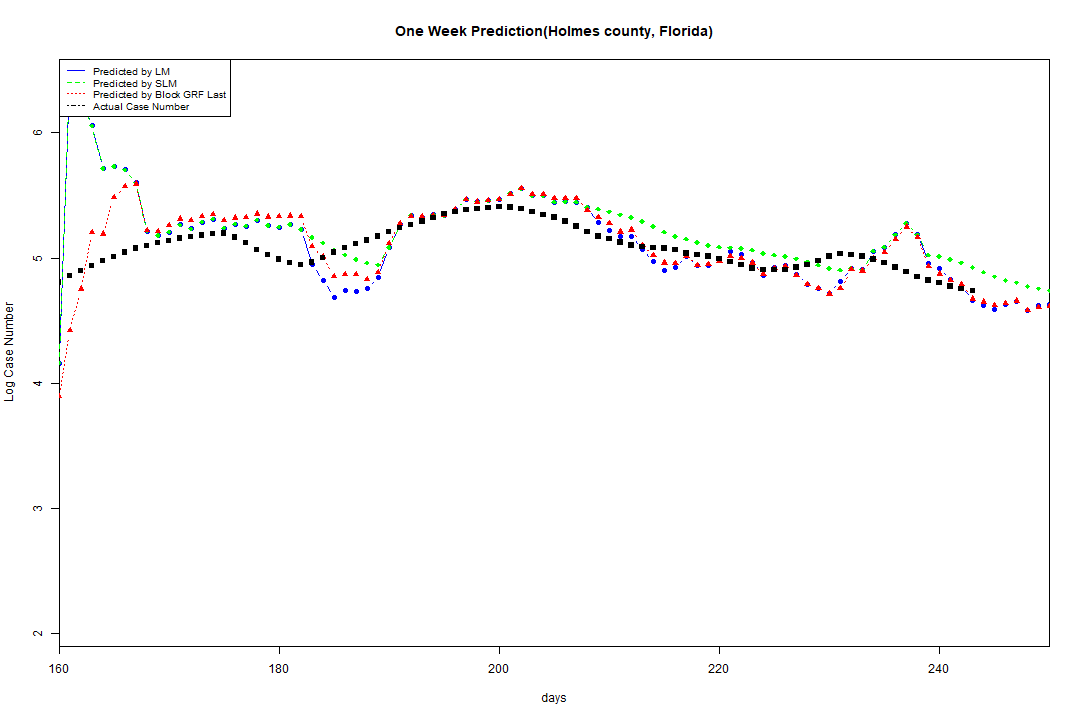 One Week Prediction(Holmes county, Florida)
Predicted by LM
Predicted by SLM
Predicted by Block GRF Last
Actual Case Number
6
5
4
3
2
Log Case Number
160 180 200 220 240
days